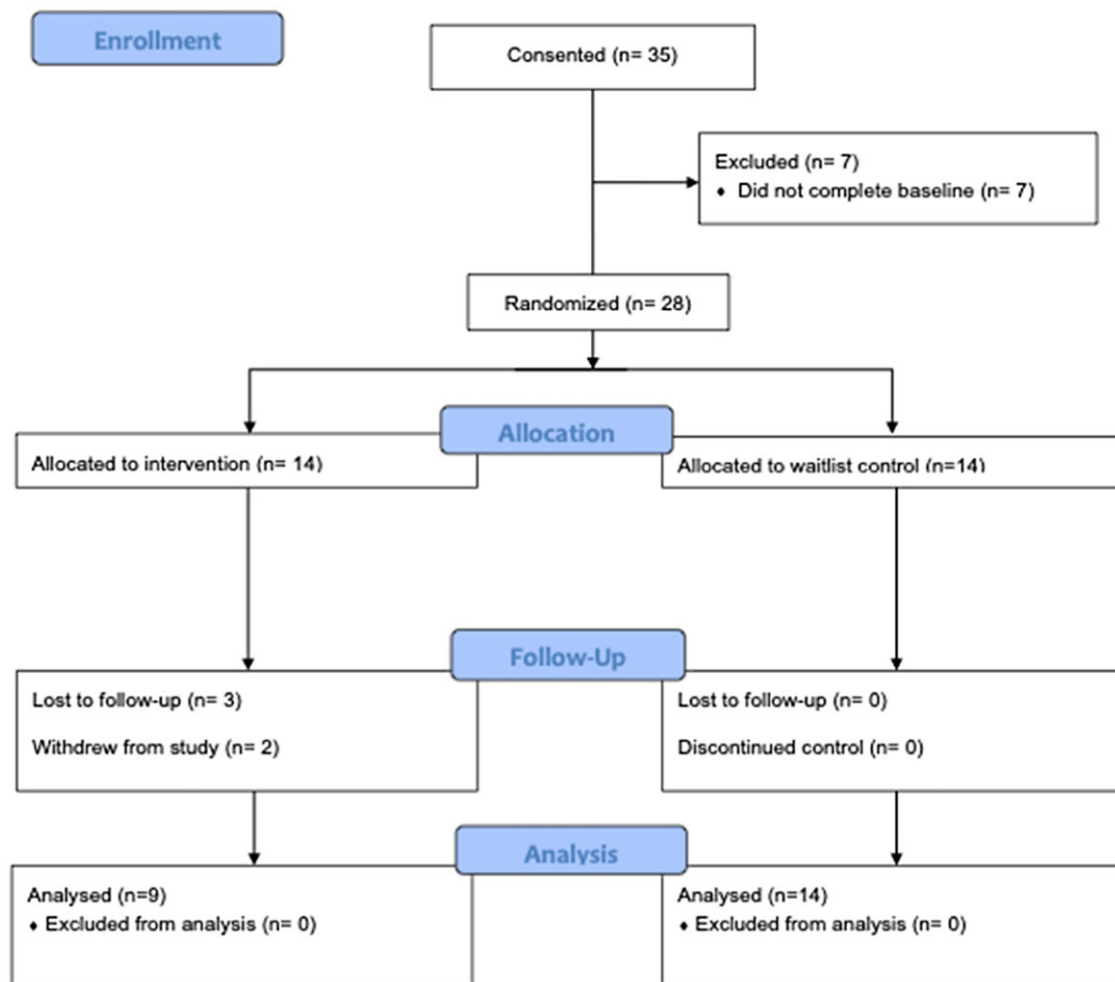 Enrollment
Consented (n= 35)
Excluded (n= 7)
♦ Did not complete baseline (n= 7)
Randomized (n= 28)
Allocation
Allocated to intervention (n= 14)
Allocated to waitlist control (n=14)
Follow-Up
Lost to follow-up (n= 3)
Withdrew from study (n= 2)
Lost to follow-up (n= 0)
Discontinued control (n= 0)
Analysis
Analysed (n=9)
♦ Excluded from analysis (n= 0)
Analysed (n=14)
♦ Excluded from analysis (n= 0)